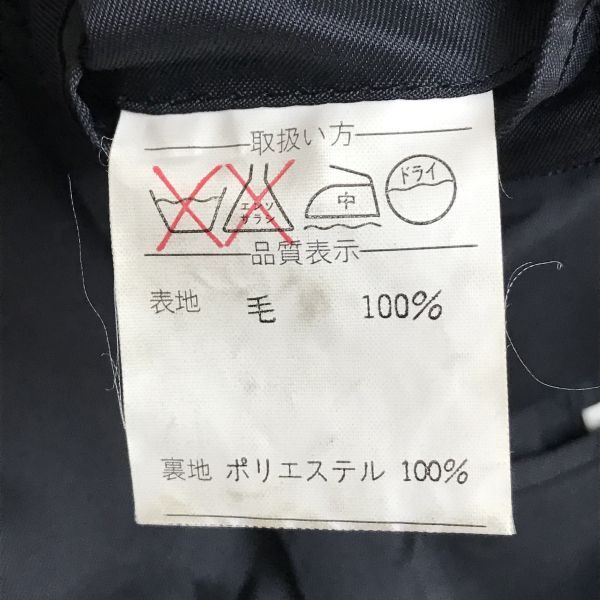 取扱い方
エンソ サラシ 中 ドライ
品質表示
表地 毛 100%
裏地 ポリエステル 100%